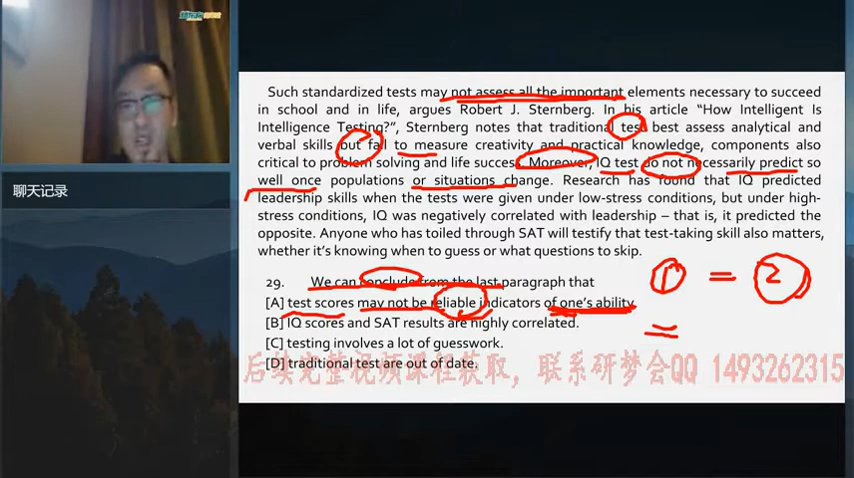 Such standardized tests may not assess all the important elements necessary to succeed
in school and in life, argues Robert J. Sternberg. In his article “How Intelligent Is
Intelligence Testing?”, Sternberg notes that traditional test best assess analytical and
verbal skills but fail to measure creativity and practical knowledge, components also
critical to problem solving and life success. Moreover, IQ test do not necessarily predict so
well once populations or situations change. Research has found that IQ predicted
leadership skills when the tests were given under low-stress conditions, but under high-
stress conditions, IQ was negatively correlated with leadership – that is, it predicted the
opposite. Anyone who has toiled through SAT will testify that test-taking skill also matters,
whether it’s knowing when to guess or what questions to skip.
29. We can conclude from the last paragraph that
[A] test scores may not be reliable indicators of one’s ability.
[B] IQ scores and SAT results are highly correlated.
[C] testing involves a lot of guesswork.
[D] traditional test are out of date.
1 = 2
=
后续完整视频课程获取，联系研梦会QQ 1493262315
聊天记录